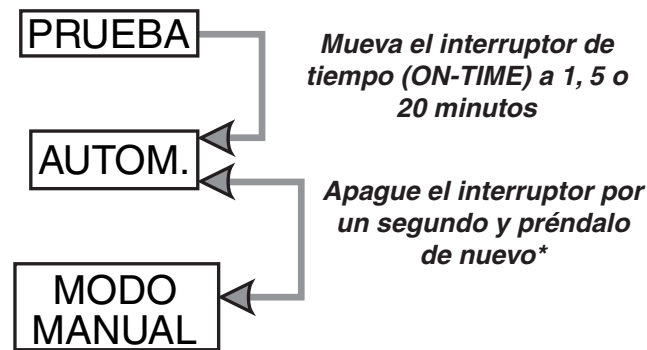 PRUEBA
Mueva el interruptor de
tiempo (ON-TIME) a 1, 5 o
20 minutos
AUTOM.
Apague el interruptor por
un segundo y préndalo
de nuevo*
MODO
MANUAL